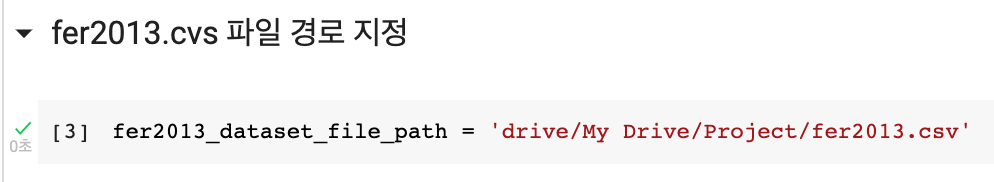 fer2013.cvs 파일 경로 지정
[3] fer2013_dataset_file_path = 'drive/My Drive/Project/fer2013.csv'
0초